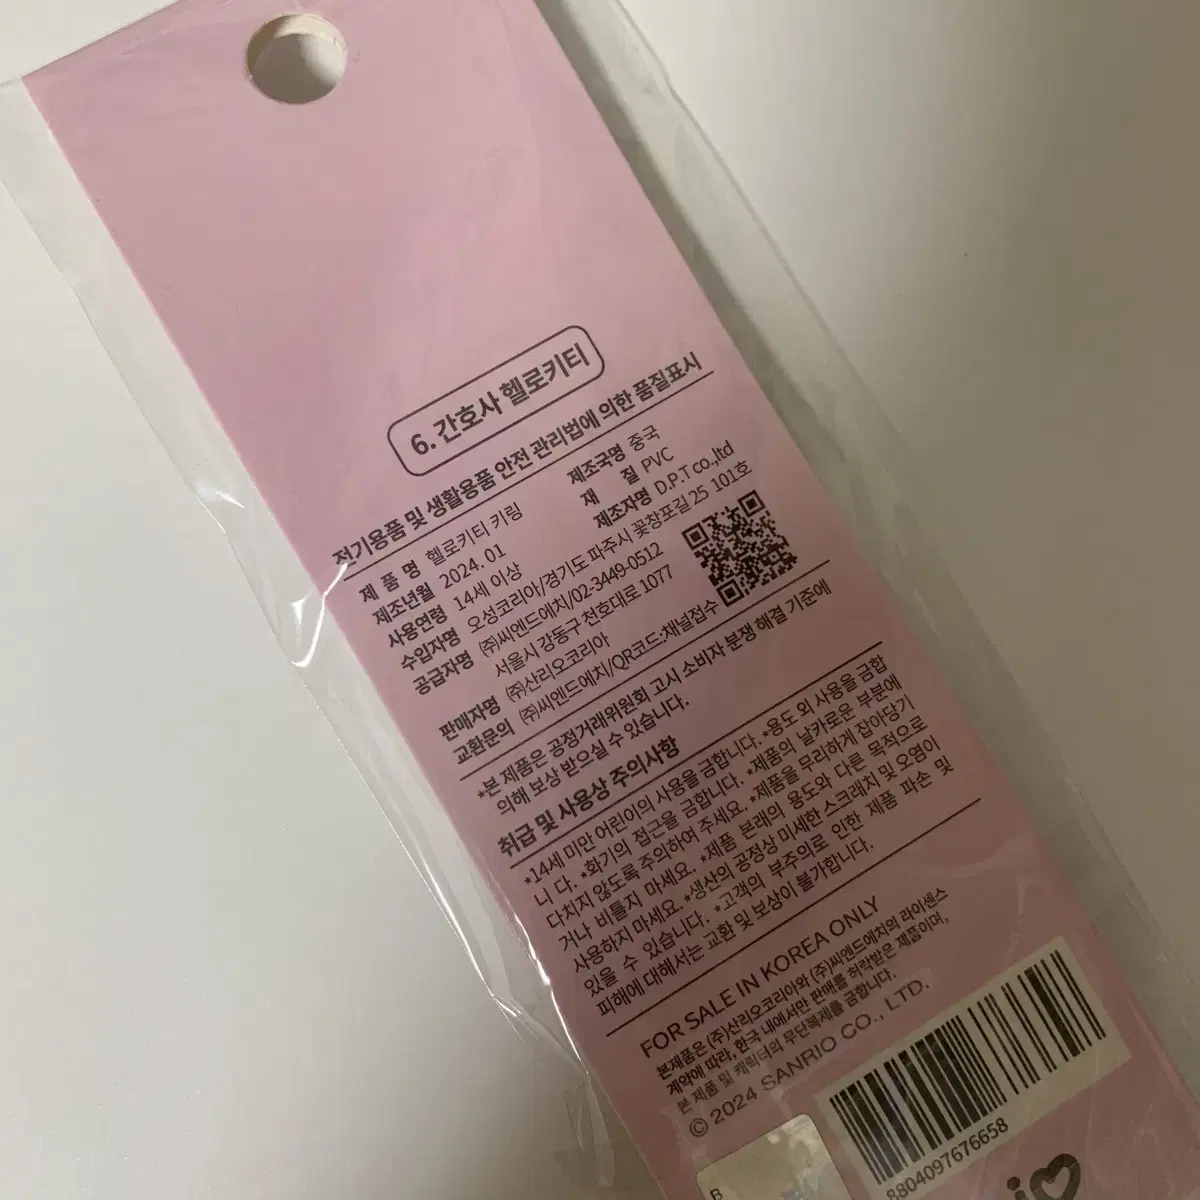 6. 간호사 헬로키티
전기용품 및 생활용품 안전 관리법에 의한 품질표시
제 품 명 헬로키티 키링
제조국명 중국
제조년월 2024. 01
재 질 PVC
사용연령 14세 이상
제조자명 D.P.T co.,ltd
수입자명 오성코리아/경기도 파주시 꽃창포길 25 101호
공급자명 ㈜씨엔드에치/02-3449-0512
서울시 강동구 천호대로 1077
판매자명 ㈜산리오코리아
교환문의 ㈜씨엔드에치/QR코드:채널접수
*본 제품은 공정거래위원회 고시 소비자 분쟁 해결 기준에
의해 보상 받으실 수 있습니다.
취급 및 사용상 주의사항
*14세 미만 어린이의 사용을 금합니다. *용도 외 사용을 금합
니 다. *화기의 접근을 금합니다. *제품의 날카로운 부분에
다치지 않도록 주의하여 주세요. *제품을 무리하게 잡아당기
거나 비틀지 마세요. *제품 본래의 용도와 다른 목적으로
사용하지 마세요. *생산의 공정상 미세한 스크래치 및 오염이
있을 수 있습니다. *고객의 부주의로 인한 제품 파손 및
피해에 대해서는 교환 및 보상이 불가합니다.
FOR SALE IN KOREA ONLY
본제품은 (주)산리오코리아와 (주)씨엔드에치의 라이센스
계약에 따라, 한국 내에서만 판매를 허락받은 제품이며,
본 제품 및 캐릭터의 무단복제를 금합니다.
© 2024 SANRIO CO., LTD.
8804097676658
B